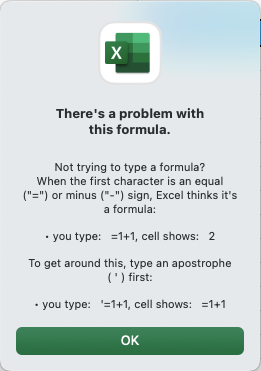 X
There's a problem with
this formula.
Not trying to type a formula?
When the first character is an equal
("=") or minus ("-") sign, Excel thinks it's
a formula:
• you type:   =1+1, cell shows:   2
To get around this, type an apostrophe
( ' ) first:
• you type:   '=1+1, cell shows:   =1+1
OK